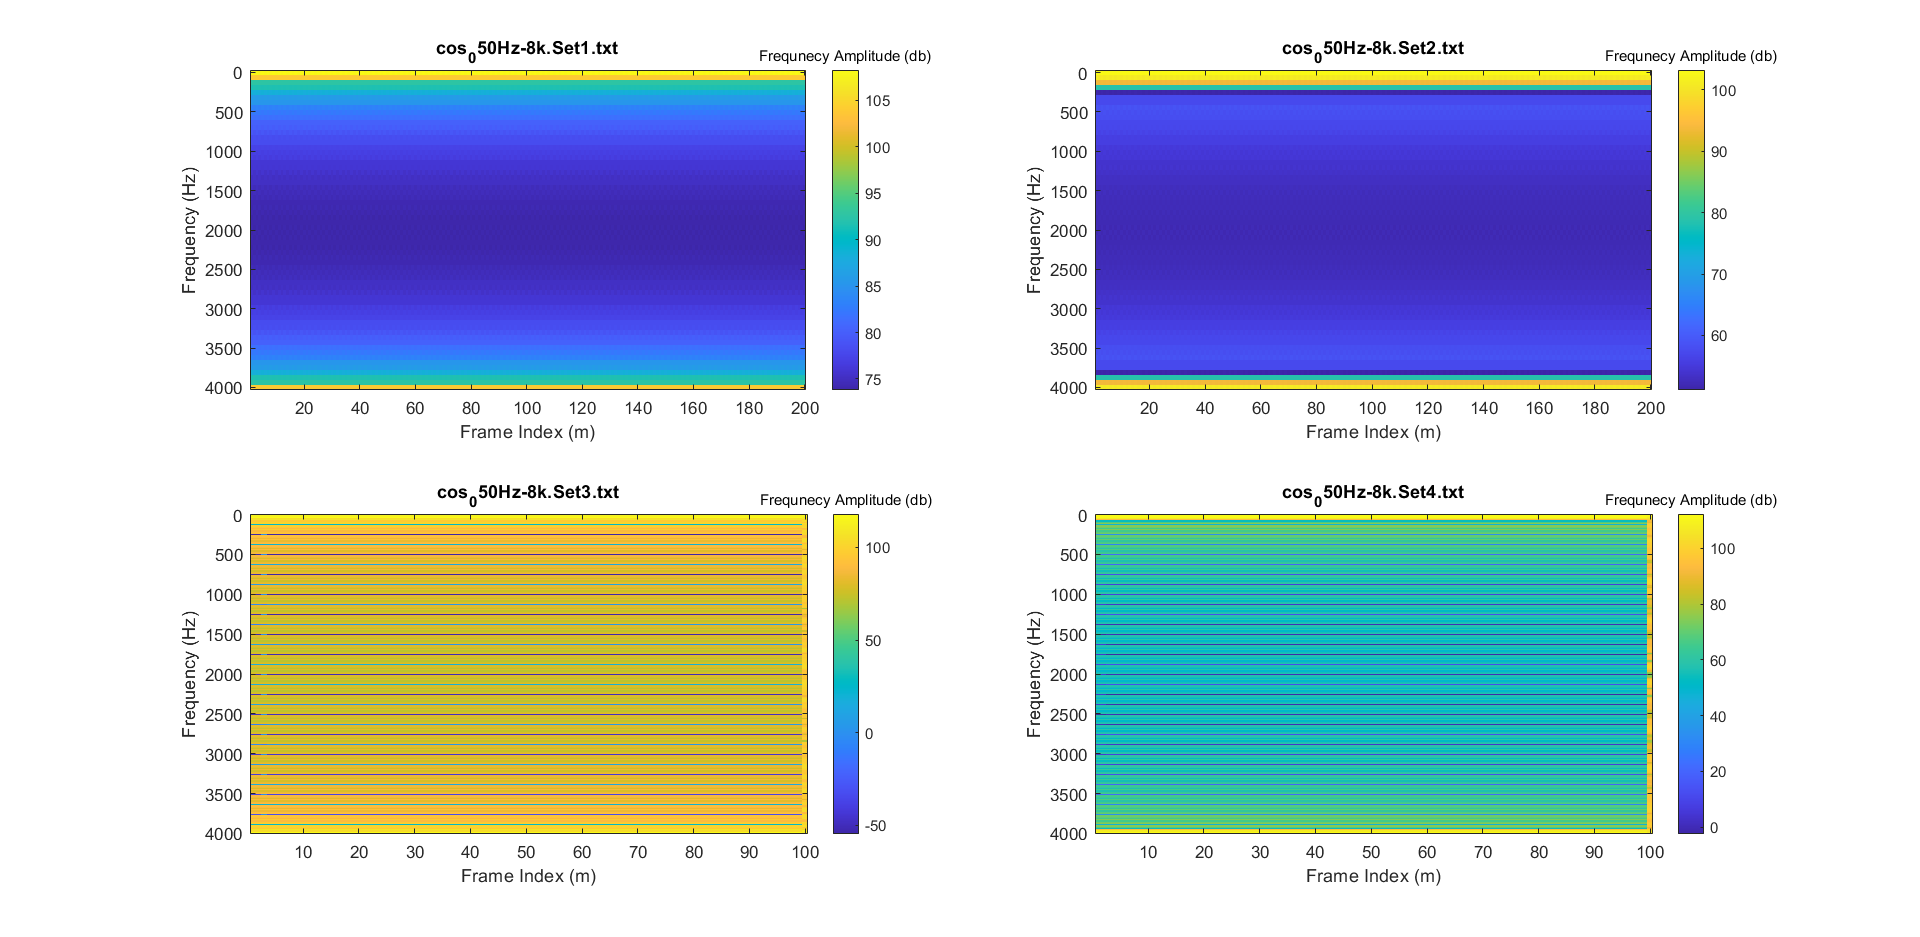 cos050Hz-8k.Set1.txt
Frequnecy Amplitude (db)
0
500
1000
1500
2000
2500
3000
3500
4000
Frequency (Hz)
20 40 60 80 100 120 140 160 180 200
Frame Index (m)
105
100
95
90
85
80
75
cos050Hz-8k.Set2.txt
Frequnecy Amplitude (db)
0
500
1000
1500
2000
2500
3000
3500
4000
Frequency (Hz)
20 40 60 80 100 120 140 160 180 200
Frame Index (m)
100
90
80
70
60
cos050Hz-8k.Set3.txt
Frequnecy Amplitude (db)
0
500
1000
1500
2000
2500
3000
3500
4000
Frequency (Hz)
10 20 30 40 50 60 70 80 90 100
Frame Index (m)
100
50
0
-50
cos050Hz-8k.Set4.txt
Frequnecy Amplitude (db)
0
500
1000
1500
2000
2500
3000
3500
4000
Frequency (Hz)
10 20 30 40 50 60 70 80 90 100
Frame Index (m)
100
80
60
40
20
0